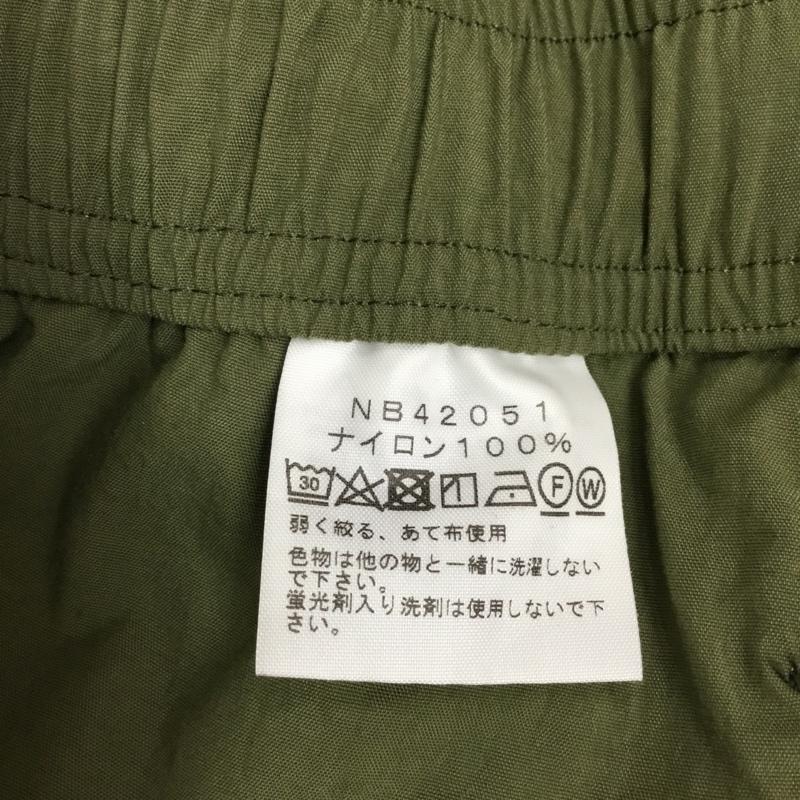 NB42051
ナイロン100%
30 F W
弱く絞る、あて布使用
色物は他の物と一緒に洗濯しない
で下さい。
蛍光剤入り洗剤は使用しないで下
さい。